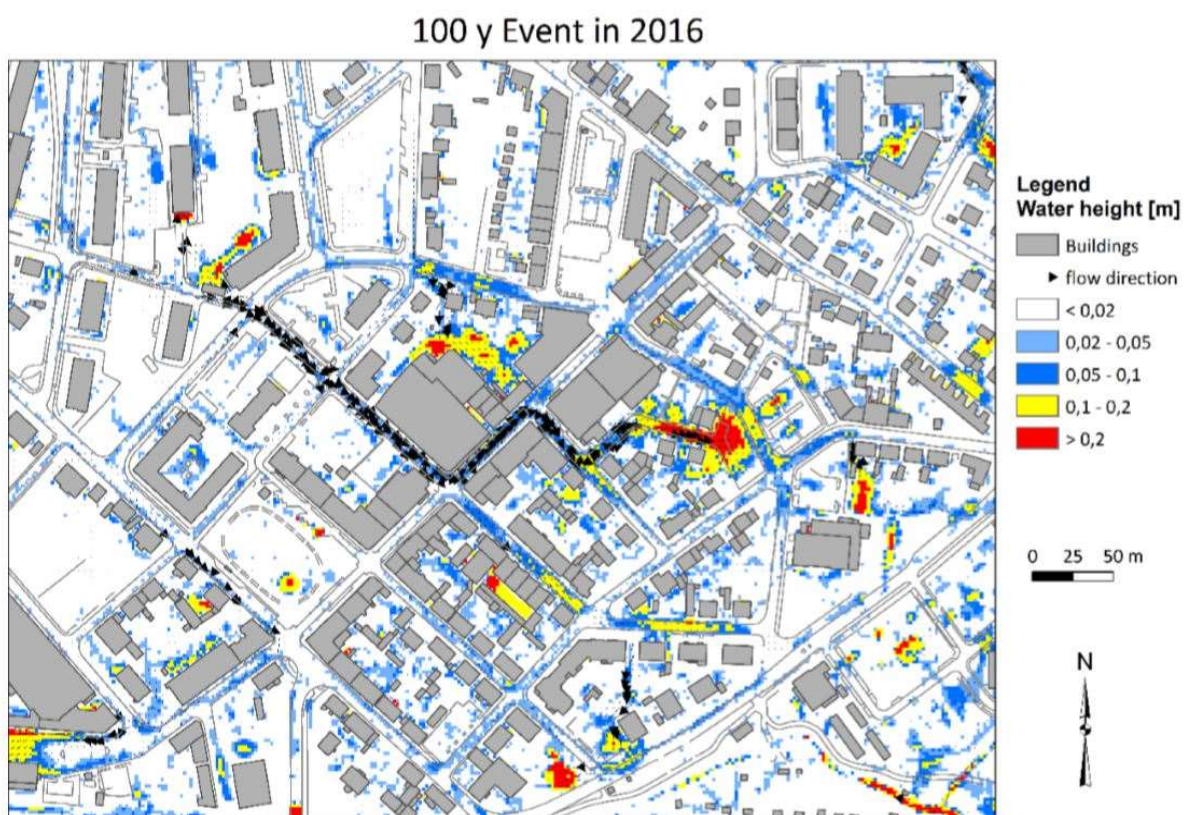 100 y Event in 2016
Legend
Water height [m]
Buildings
flow direction
< 0,02
0,02 - 0,05
0,05 - 0,1
0,1 - 0,2
> 0,2
0 25 50 m
N